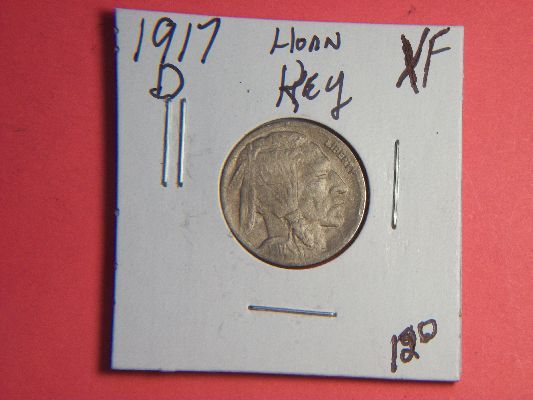 1917 HORN XF
D KEY
LIBERTY
12⁰